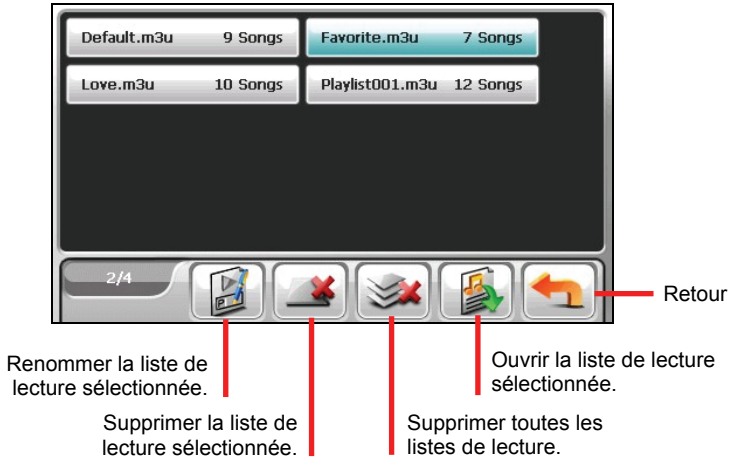 Default.m3u 9 Songs
Favorite.m3u 7 Songs
Love.m3u 10 Songs
Playlist001.m3u 12 Songs
2/4
Retour
Renommer la liste de
lecture sélectionnée.
Ouvrir la liste de lecture
sélectionnée.
Supprimer la liste de
lecture sélectionnée.
Supprimer toutes les
listes de lecture.